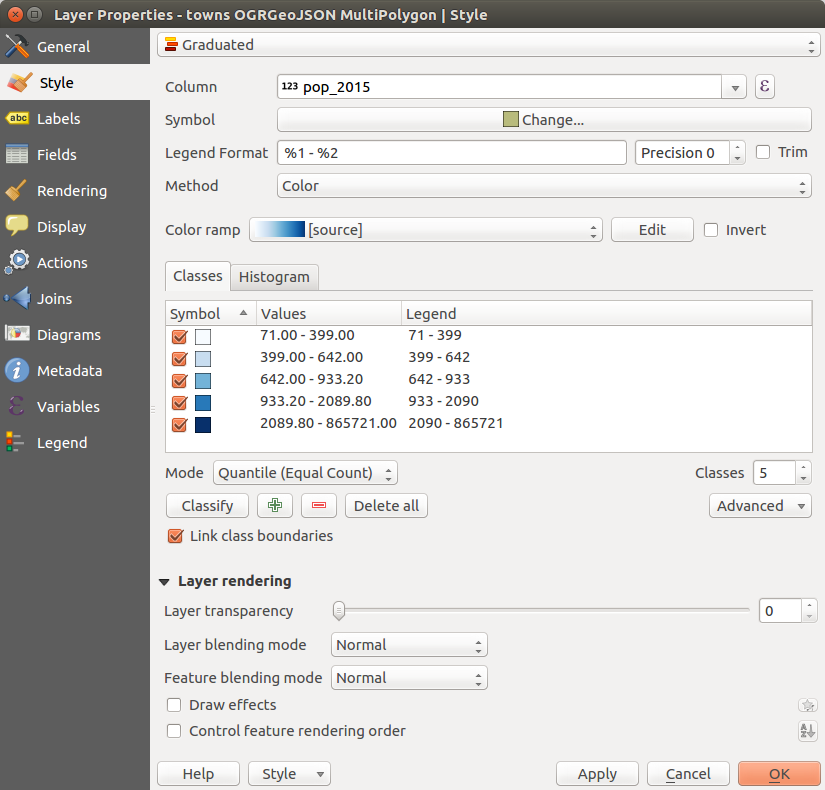 Layer Properties - towns OGRGeoJSON MultiPolygon | Style
General
Style
abc Labels
Fields
Rendering
Display
Actions
Joins
Diagrams
Metadata
Variables
Legend
Graduated
Column 123 pop_2015 ε
Symbol Change...
Legend Format %1 - %2 Precision 0 Trim
Method Color
Color ramp [source] Edit Invert
Classes Histogram
Symbol Values Legend
71.00 - 399.00 71 - 399
399.00 - 642.00 399 - 642
642.00 - 933.20 642 - 933
933.20 - 2089.80 933 - 2090
2089.80 - 865721.00 2090 - 865721
Mode Quantile (Equal Count) Classes 5
Classify Delete all Advanced
Link class boundaries
Layer rendering
Layer transparency 0
Layer blending mode Normal
Feature blending mode Normal
Draw effects
Control feature rendering order
Help Style Apply Cancel OK